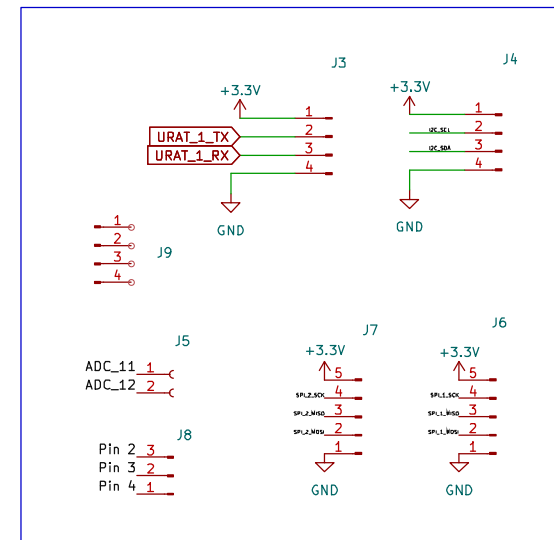 J3
+3.3V
1
URAT_1_TX 2
URAT_1_RX 3
4
GND
J4
+3.3V
1
I2C_SCL 2
I2C_SDA 3
4
GND
J9
1
2
3
4
J5
ADC_11 1
ADC_12 2
J8
Pin 2 3
Pin 3 2
Pin 4 1
J7
+3.3V
5
SPI_2_SCK 4
SPI_2_MISO 3
SPI_2_MOSI 2
1
GND
J6
+3.3V
5
SPI_1_SCK 4
SPI_1_MISO 3
SPI_1_MOSI 2
1
GND